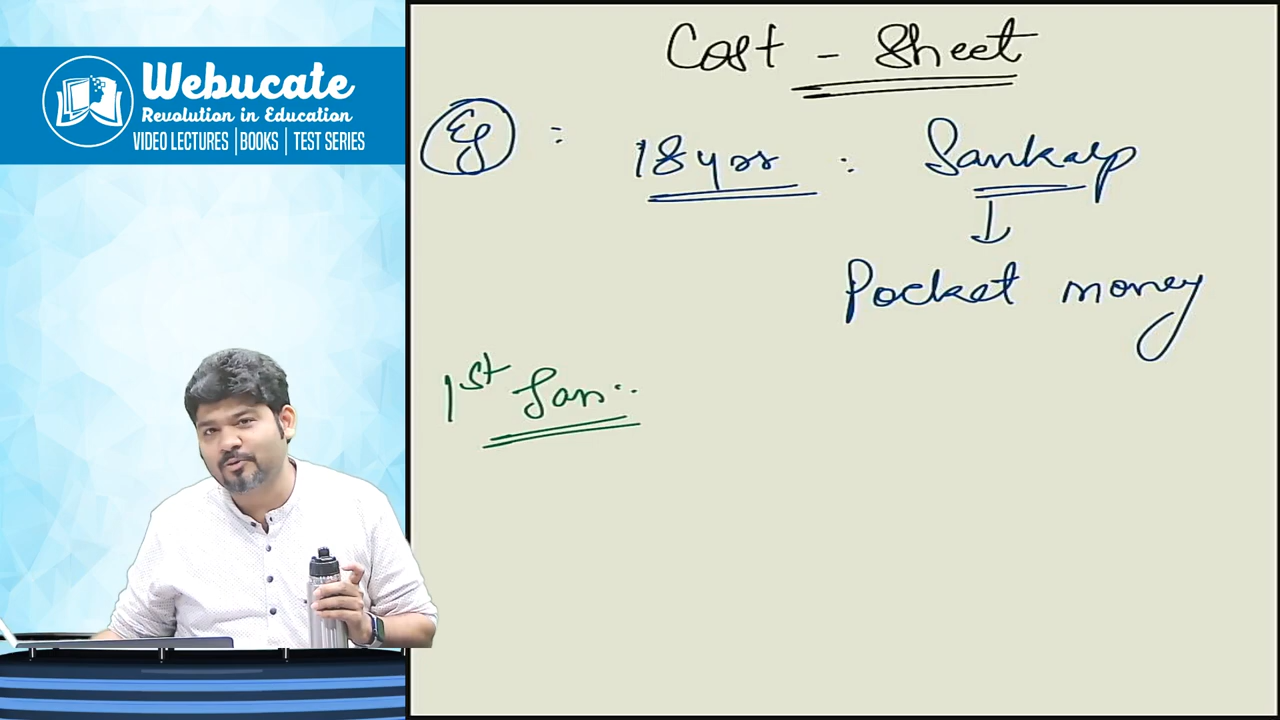 Webucate
Revolution in Education
VIDEO LECTURES | BOOKS | TEST SERIES
Cost - Sheet
Eg : 18 yrs : Sankalp
Pocket money
1st Jan..